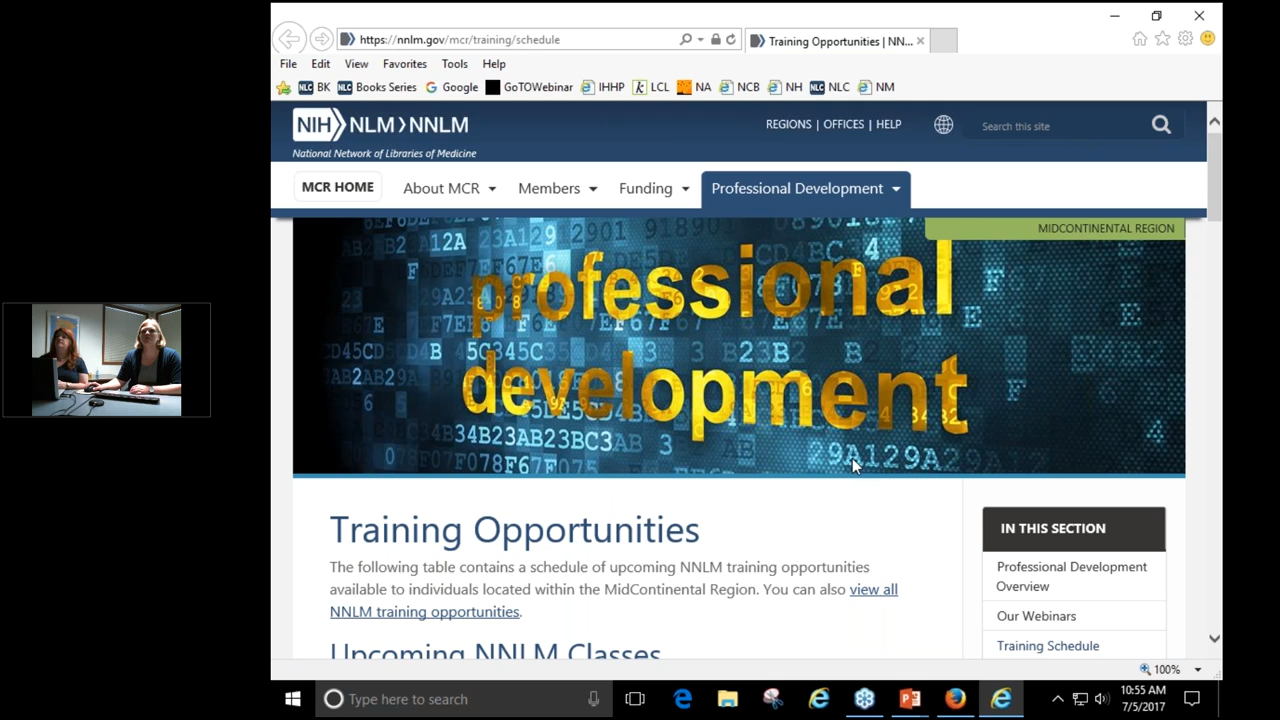 https://nnlm.gov/mcr/training/schedule
Training Opportunities | NN...
File Edit View Favorites Tools Help
NLC BK NLC Books Series G Google GoTOWebinar IHHP k LCL NA NCB NH NLC NLC NM
NIH NLM NNLM
National Network of Libraries of Medicine
REGIONS | OFFICES | HELP
Search this site
MCR HOME About MCR Members Funding Professional Development
MIDCONTINENTAL REGION
professional
development
Training Opportunities
The following table contains a schedule of upcoming NNLM training opportunities
available to individuals located within the MidContinental Region. You can also view all
NNLM training opportunities.
Upcoming NNLM Classes
IN THIS SECTION
Professional Development
Overview
Our Webinars
Training Schedule
100%
Type here to search
10:55 AM
7/5/2017